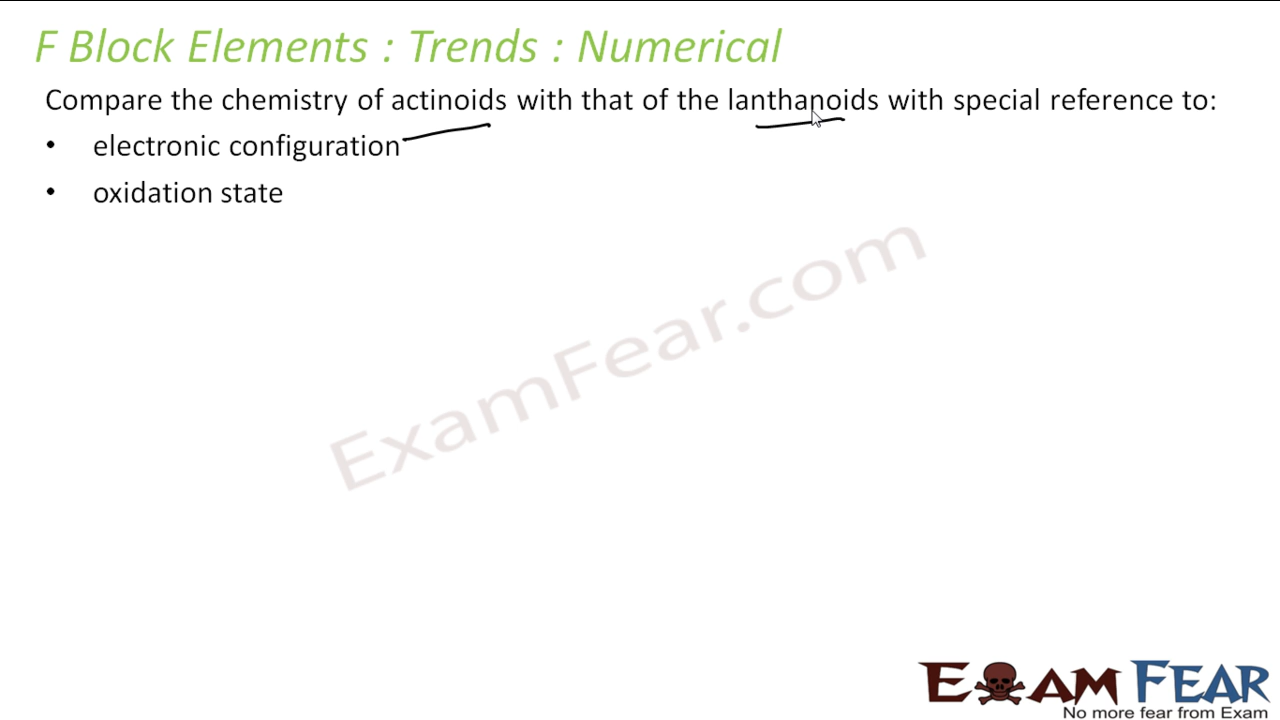 F Block Elements : Trends : Numerical
Compare the chemistry of actinoids with that of the lanthanoids with special reference to:
• electronic configuration
• oxidation state
ExamFear.com
EXAM FEAR
No more fear from Exam